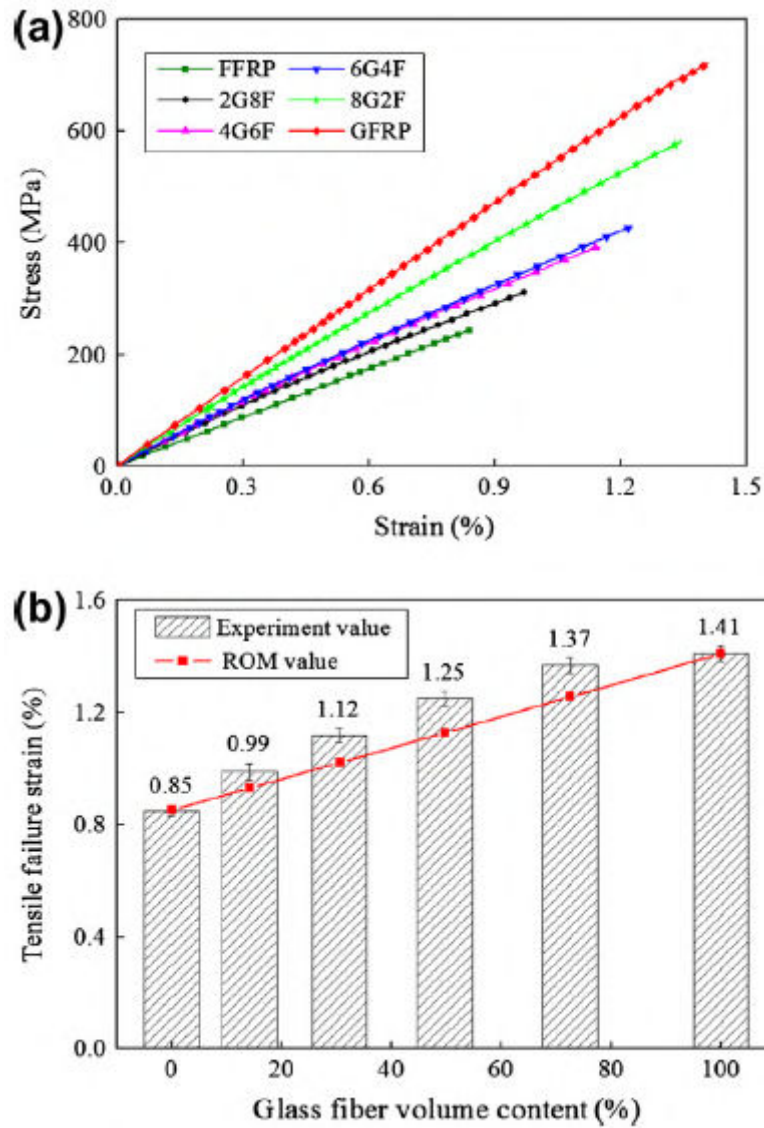 (a)
800
600
400
200
0
Stress (MPa)
FFRP 6G4F
2G8F 8G2F
4G6F GFRP
0.0 0.3 0.6 0.9 1.2 1.5
Strain (%)
(b)
1.6
1.2
0.8
0.4
0.0
Tensile failure strain (%)
Experiment value
ROM value
0.85 0.99 1.12 1.25 1.37 1.41
0 20 40 60 80 100
Glass fiber volume content (%)